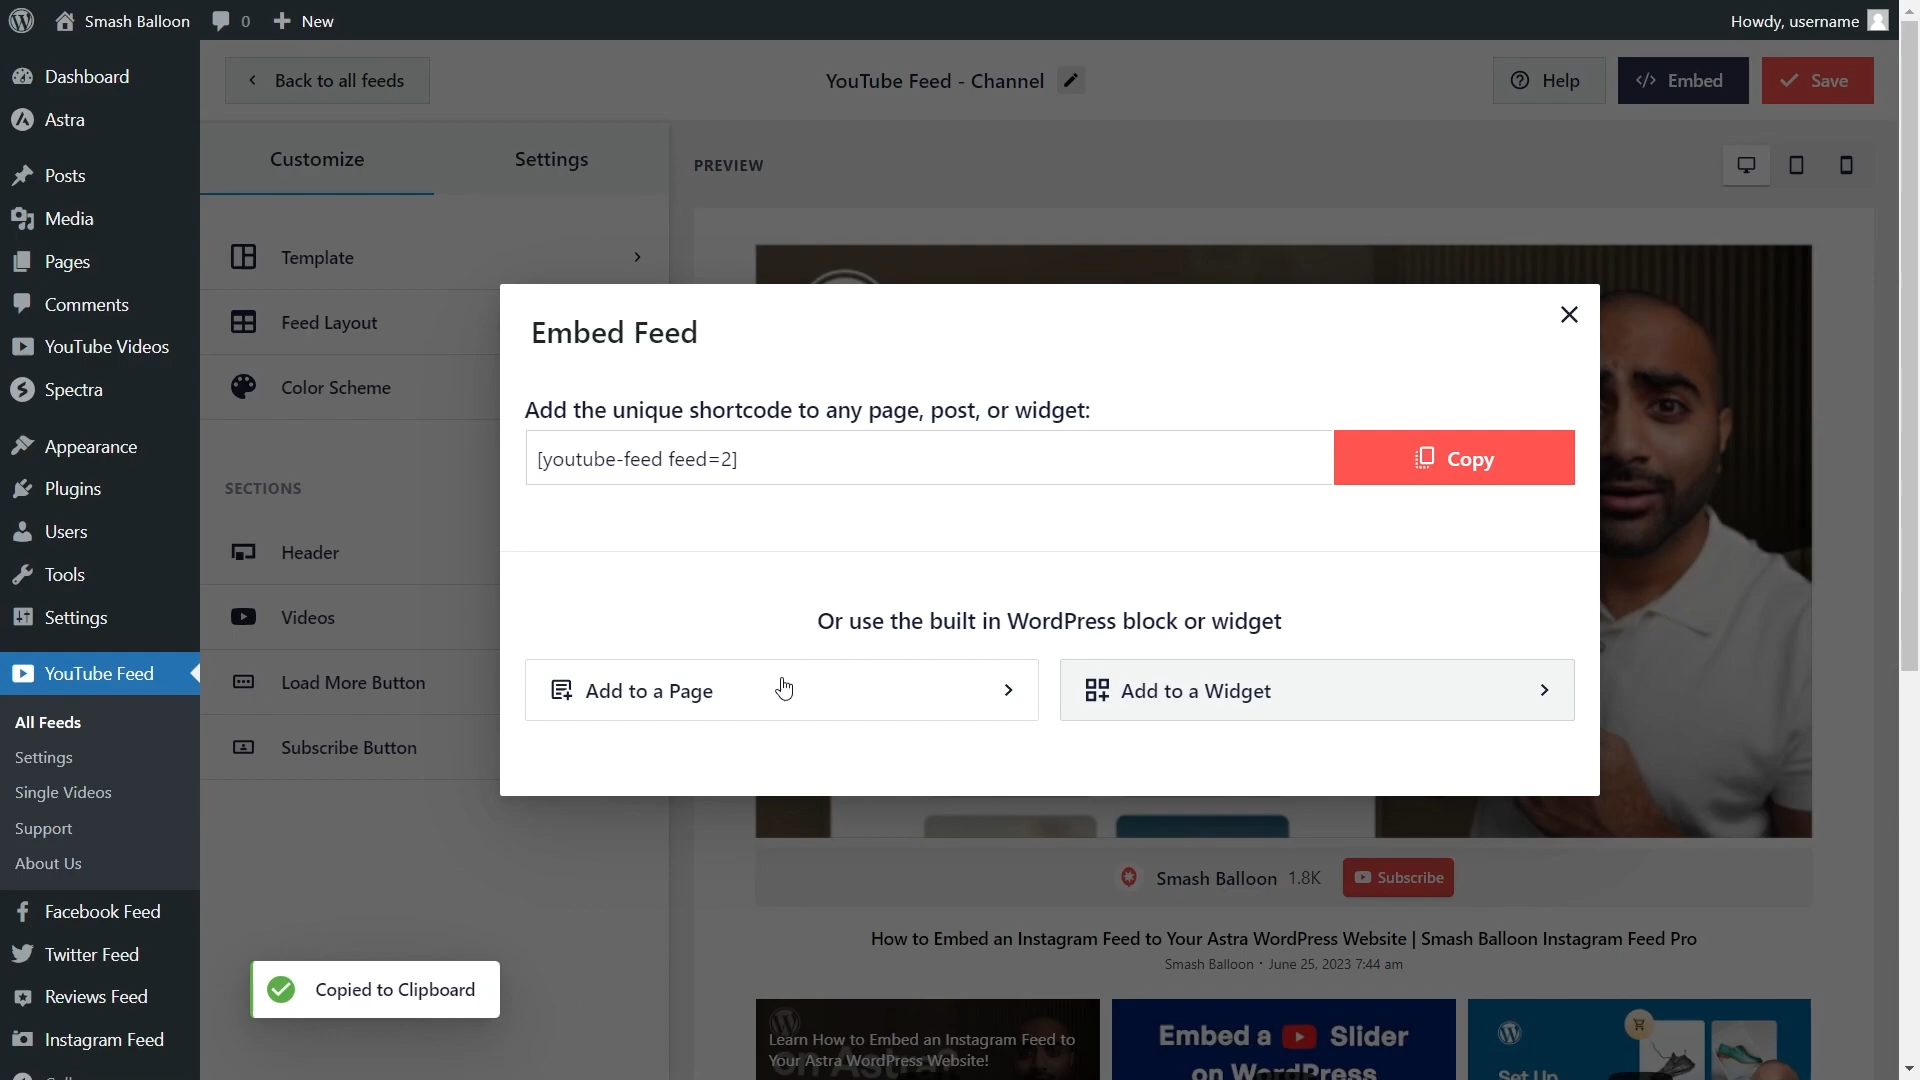 Smash Balloon
0
New
Howdy, username
Dashboard
Astra
Posts
Media
Pages
Comments
YouTube Videos
Spectra
Appearance
Plugins
Users
Tools
Settings
YouTube Feed
All Feeds
Settings
Single Videos
Support
About Us
Facebook Feed
Twitter Feed
Reviews Feed
Instagram Feed
Back to all feeds
YouTube Feed - Channel
Help
</> Embed
Save
Customize
Settings
Template
Feed Layout
Color Scheme
SECTIONS
Header
Videos
Load More Button
Subscribe Button
PREVIEW
Embed Feed
Add the unique shortcode to any page, post, or widget:
[youtube-feed feed=2]
Copy
Or use the built in WordPress block or widget
Add to a Page
Add to a Widget
Copied to Clipboard
Smash Balloon 1.8K
Subscribe
How to Embed an Instagram Feed to Your Astra WordPress Website | Smash Balloon Instagram Feed Pro
Smash Balloon · June 25, 2023 7:44 am
Learn How to Embed an Instagram Feed to
Your Astra WordPress Website!
on Astra
Embed a Slider
on WordPress
Set Up